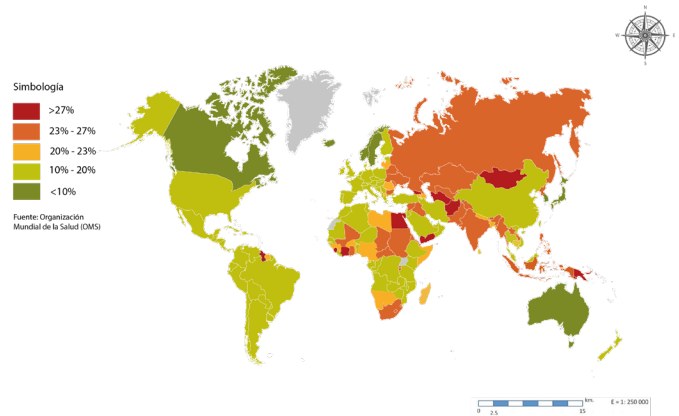 N
W
E
S
Simbología
>27%
23% - 27%
20% - 23%
10% - 20%
<10%
Fuente: Organización
Mundial de la Salud (OMS)
km.
0
2.5
15
E = 1: 250 000